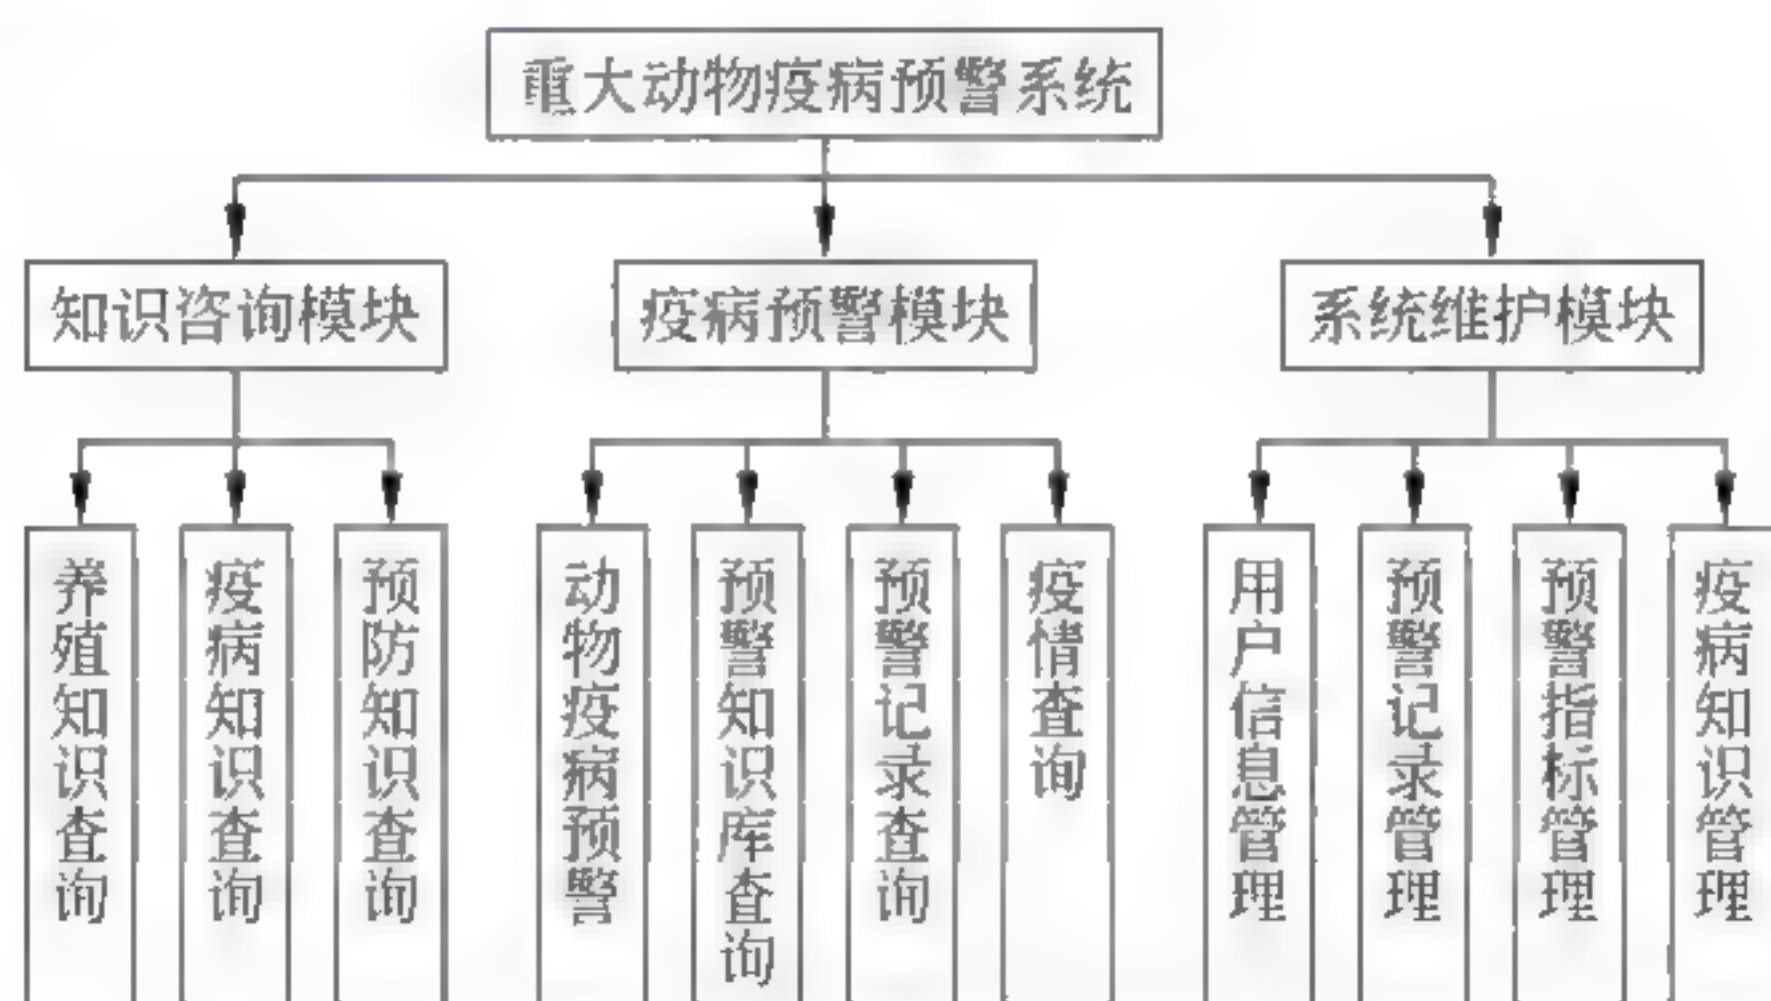 重大动物疫病预警系统
知识咨询模块
疫病预警模块
系统维护模块
养殖知识查询
疫病知识查询
预防知识查询
动物疫病预警
预警知识库查询
预警记录查询
疫情查询
用户信息管理
预警记录管理
预警指标管理
疫病知识管理